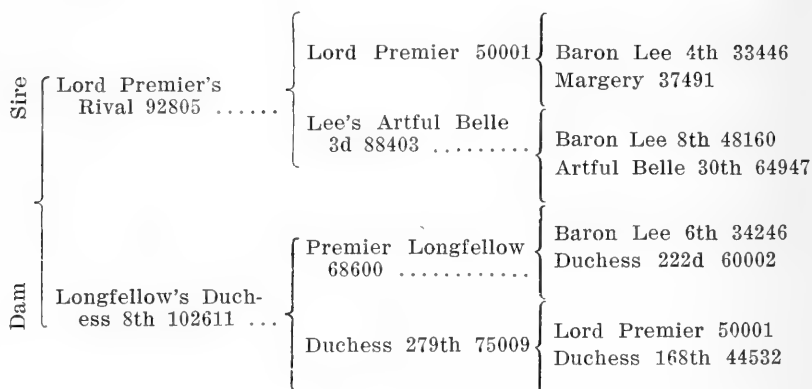 Sire
Lord Premier's
Rival 92805 ......
Lord Premier 50001
Baron Lee 4th 33446
Margery 37491
Lee's Artful Belle
3d 88403 .........
Baron Lee 8th 48160
Artful Belle 30th 64947
Dam
Longfellow's Duch-
ess 8th 102611 ...
Premier Longfellow
68600 ............
Baron Lee 6th 34246
Duchess 222d 60002
Duchess 279th 75009
Lord Premier 50001
Duchess 168th 44532